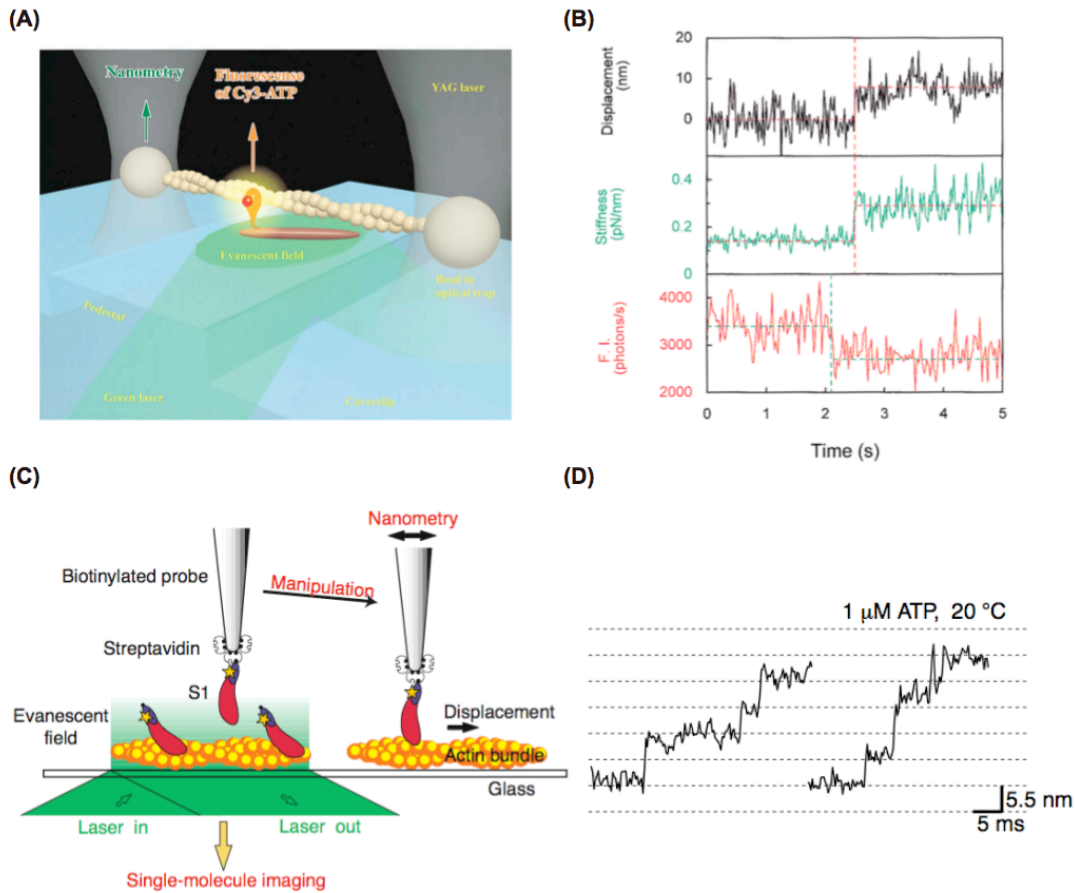 (A)
Nanometry
Fluorescense
of Cy3-ATP
YAG laser
Evanescent field
Bead in
optical trap
Pedestal
Green laser
Coverslip
(B)
Displacement
(nm)
20
10
0
Stiffness
(pN/nm)
0.4
0.2
0
F. I.
(photons/s)
4000
3000
2000
0 1 2 3 4 5
Time (s)
(C)
Nanometry
Biotinylated probe
Manipulation
Streptavidin
S1
Evanescent
field
Displacement
Actin bundle
Glass
Laser in
Laser out
Single-molecule imaging
(D)
1 μM ATP, 20 °C
5.5 nm
5 ms